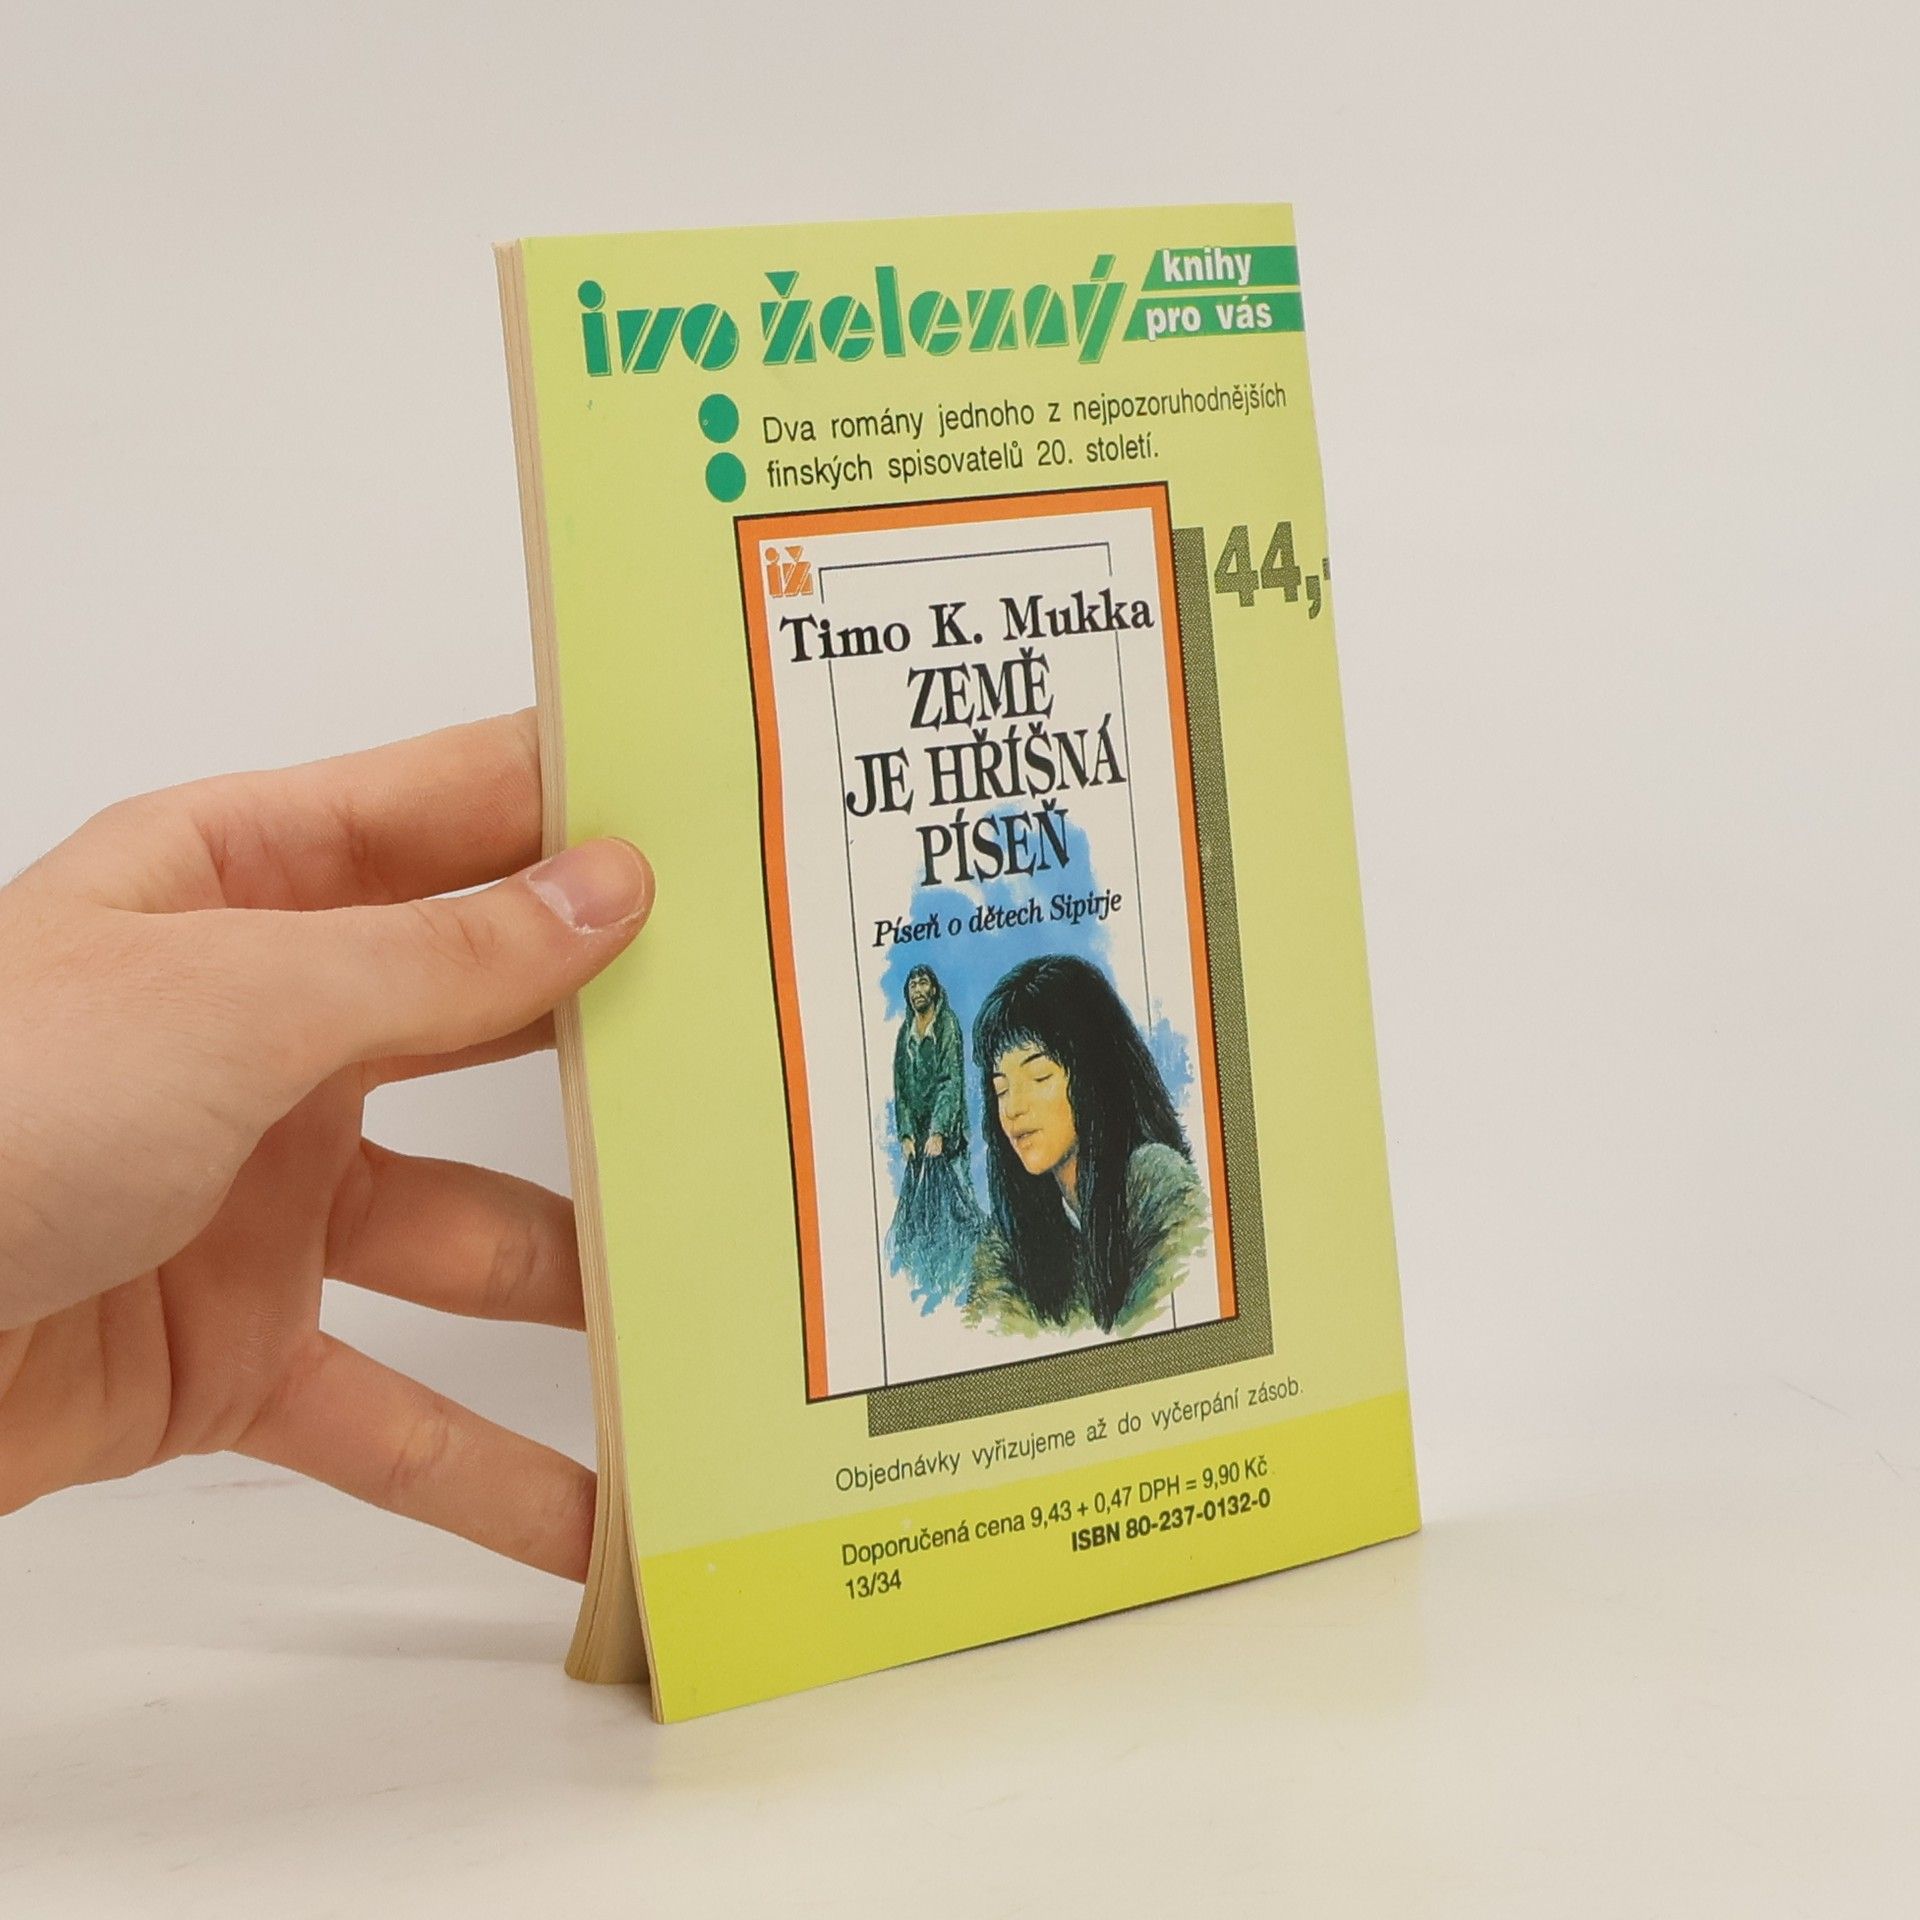 ivo železný
knihy
pro vás
Dva romány jednoho z nejpozoruhodnějších
finských spisovatelů 20. století.
44,-
iž
Timo K. Mukka
ZEMĚ
JE HŘÍŠNÁ
PÍSEŇ
Píseň o dětech Sipirje
Objednávky vyřizujeme až do vyčerpání zásob.
Doporučená cena 9,43 + 0,47 DPH = 9,90 Kč
ISBN 80-237-0132-0
13/34